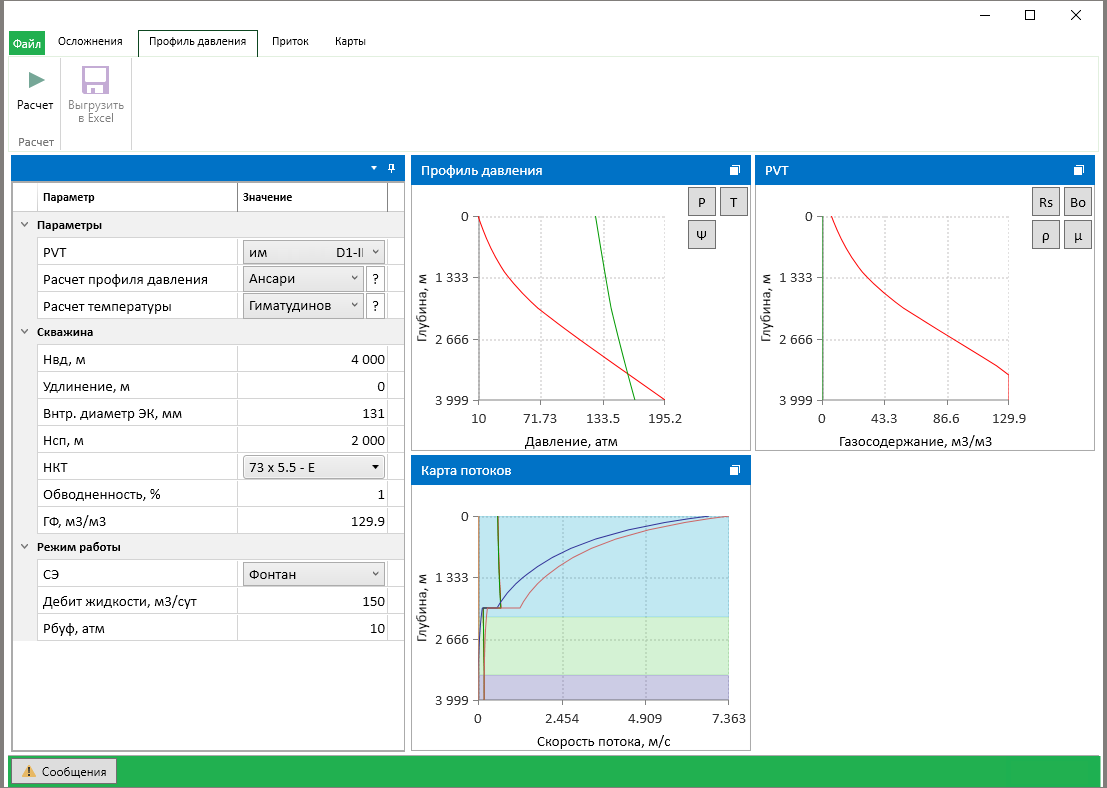 Файл Осложнения Профиль давления Приток Карты
Расчет
Выгрузить
в Excel
Расчет
Параметр Значение
Параметры
PVT им D1-II
Расчет профиля давления Ансари ?
Расчет температуры Гиматудинов ?
Скважина
Нвд, м 4 000
Удлинение, м 0
Внтр. диаметр ЭК, мм 131
Нсп, м 2 000
НКТ 73 x 5.5 - E
Обводненность, % 1
ГФ, м3/м3 129.9
Режим работы
СЭ Фонтан
Дебит жидкости, м3/сут 150
Рбуф, атм 10
Профиль давления
P T
Ψ
Глубина, м
0
1 333
2 666
3 999
10 71.73 133.5 195.2
Давление, атм
PVT
Rs Bo
ρ μ
Глубина, м
0
1 333
2 666
3 999
0 43.3 86.6 129.9
Газосодержание, м3/м3
Карта потоков
Глубина, м
0
1 333
2 666
3 999
0 2.454 4.909 7.363
Скорость потока, м/с
Сообщения